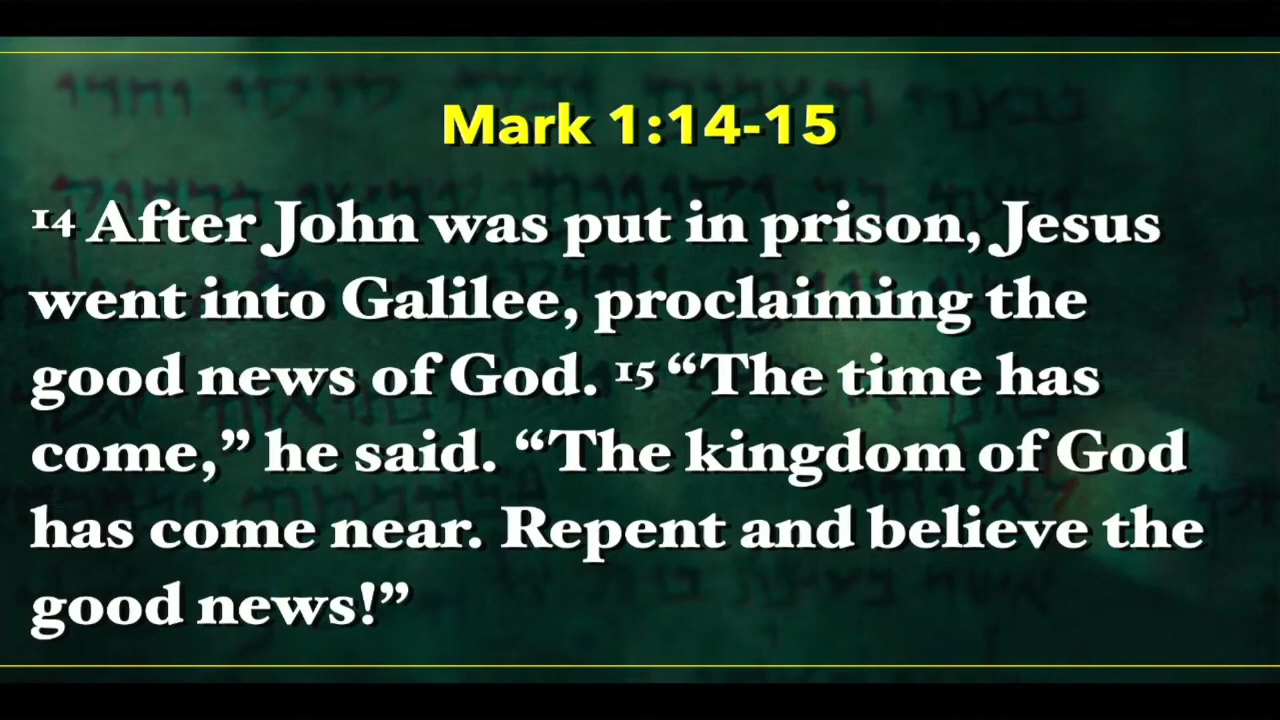 Mark 1:14-15
14 After John was put in prison, Jesus
went into Galilee, proclaiming the
good news of God. 15 “The time has
come,” he said. “The kingdom of God
has come near. Repent and believe the
good news!”